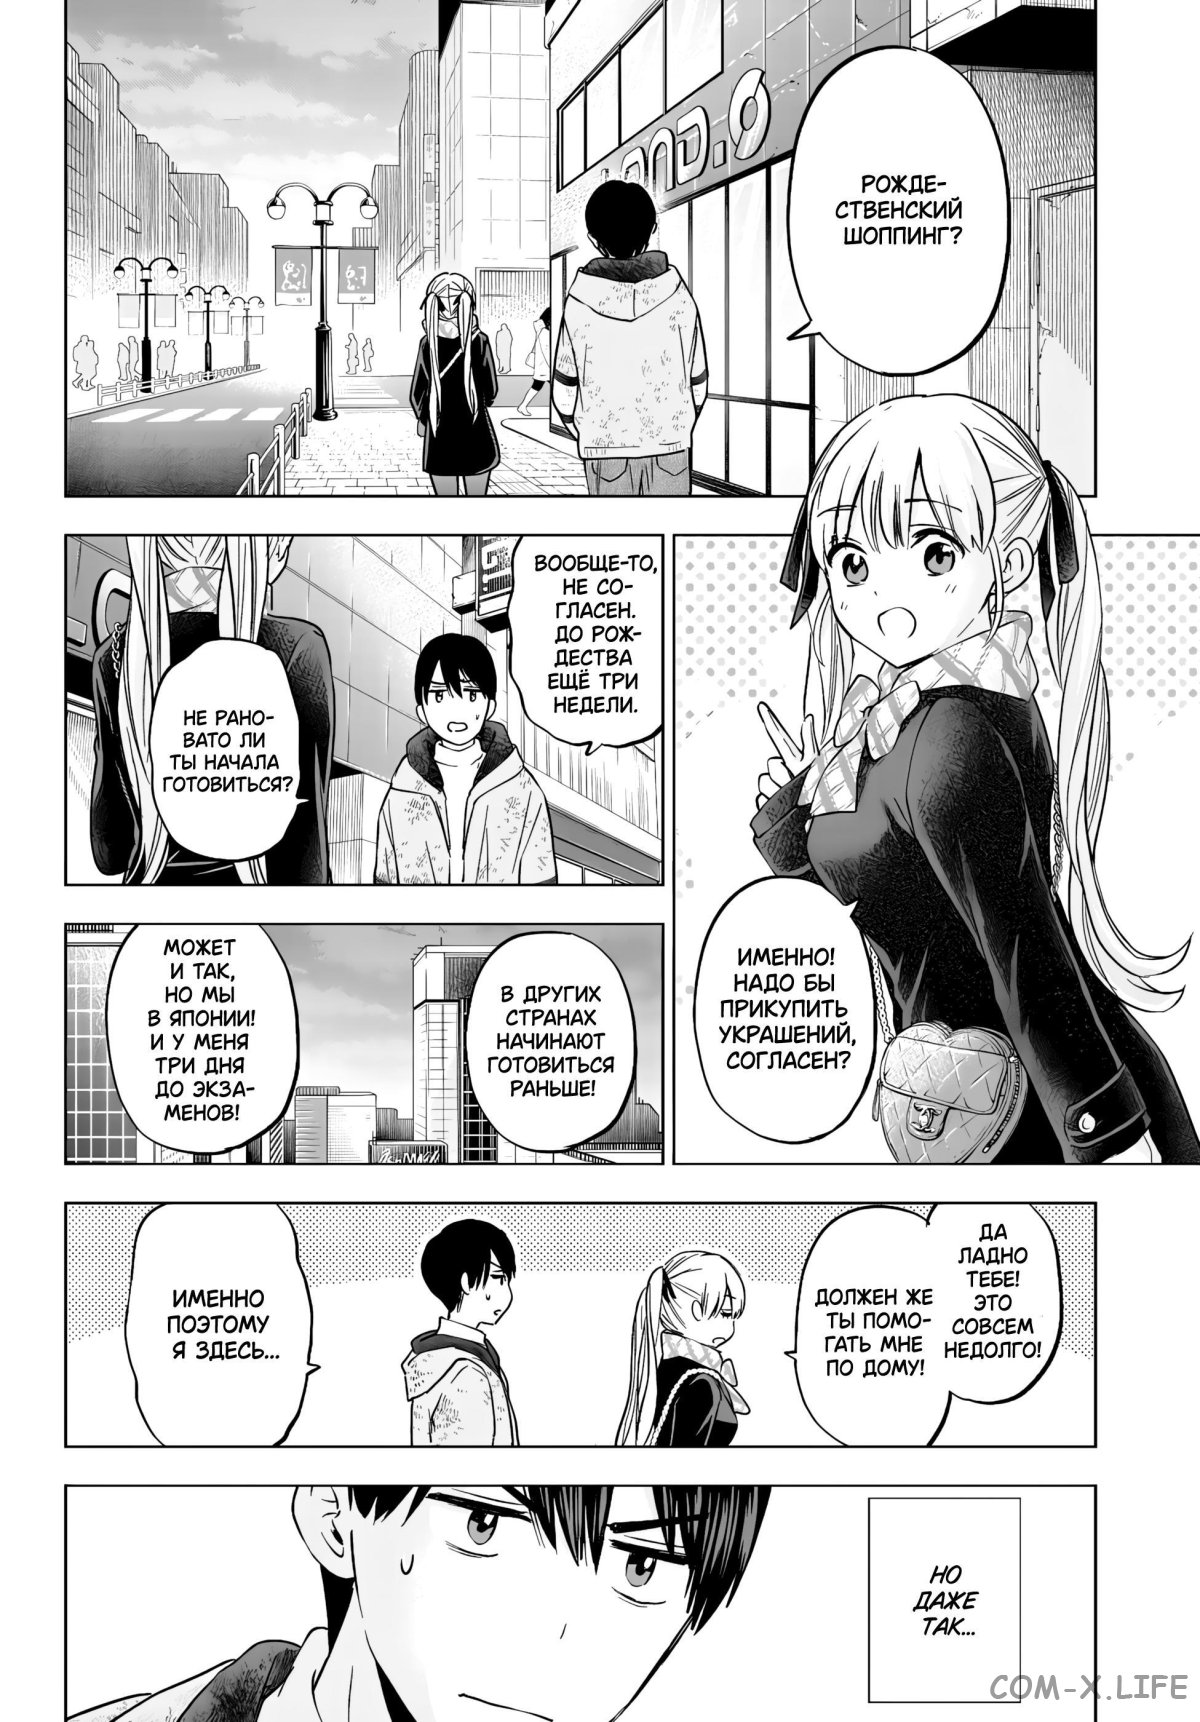 РОЖДЕ-
СТВЕНСКИЙ
ШОППИНГ?
ИМЕННО!
НАДО БЫ
ПРИКУПИТЬ
УКРАШЕНИЙ,
СОГЛАСЕН?
ВООБЩЕ-ТО,
НЕ СО-
ГЛАСЕН.
ДО РОЖ-
ДЕСТВА
ЕЩЁ ТРИ
НЕДЕЛИ.
НЕ РАНО-
ВАТО ЛИ
ТЫ НАЧАЛА
ГОТОВИТЬСЯ?
В ДРУГИХ
СТРАНАХ
НАЧИНАЮТ
ГОТОВИТЬСЯ
РАНЬШЕ!
МОЖЕТ
И ТАК,
НО МЫ
В ЯПОНИИ!
И У МЕНЯ
ТРИ ДНЯ
ДО ЭКЗА-
МЕНОВ!
ДА
ЛАДНО
ТЕБЕ!
ЭТО
СОВСЕМ
НЕДОЛГО!
ДОЛЖЕН ЖЕ
ТЫ ПОМО-
ГАТЬ МНЕ
ПО ДОМУ!
ИМЕННО
ПОЭТОМУ
Я ЗДЕСЬ...
НО
ДАЖЕ
ТАК...
COM-X.LIFE